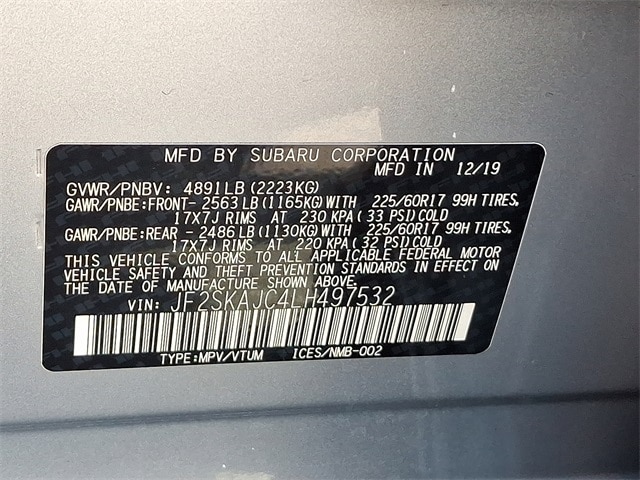 MFD BY SUBARU CORPORATION
MFD IN 12/19
GVWR/PNBV: 4891LB (2223KG)
GAWR/PNBE:FRONT- 2563 LB (1165KG) WITH 225/60R17 99H TIRES,
17X7J RIMS AT 230 KPA (33 PSI) COLD
GAWR/PNBE:REAR - 2486 LB (1130KG) WITH 225/60R17 99H TIRES,
17X7J RIMS AT 220 KPA (32 PSI) COLD
THIS VEHICLE CONFORMS TO ALL APPLICABLE FEDERAL MOTOR
VEHICLE SAFETY AND THEFT PREVENTION STANDARDS IN EFFECT ON
THE DATE OF MANUFACTURE SHOWN ABOVE.
VIN: JF2SKAJC4LH497532
TYPE:MPV/VTUM ICES/NMB-002